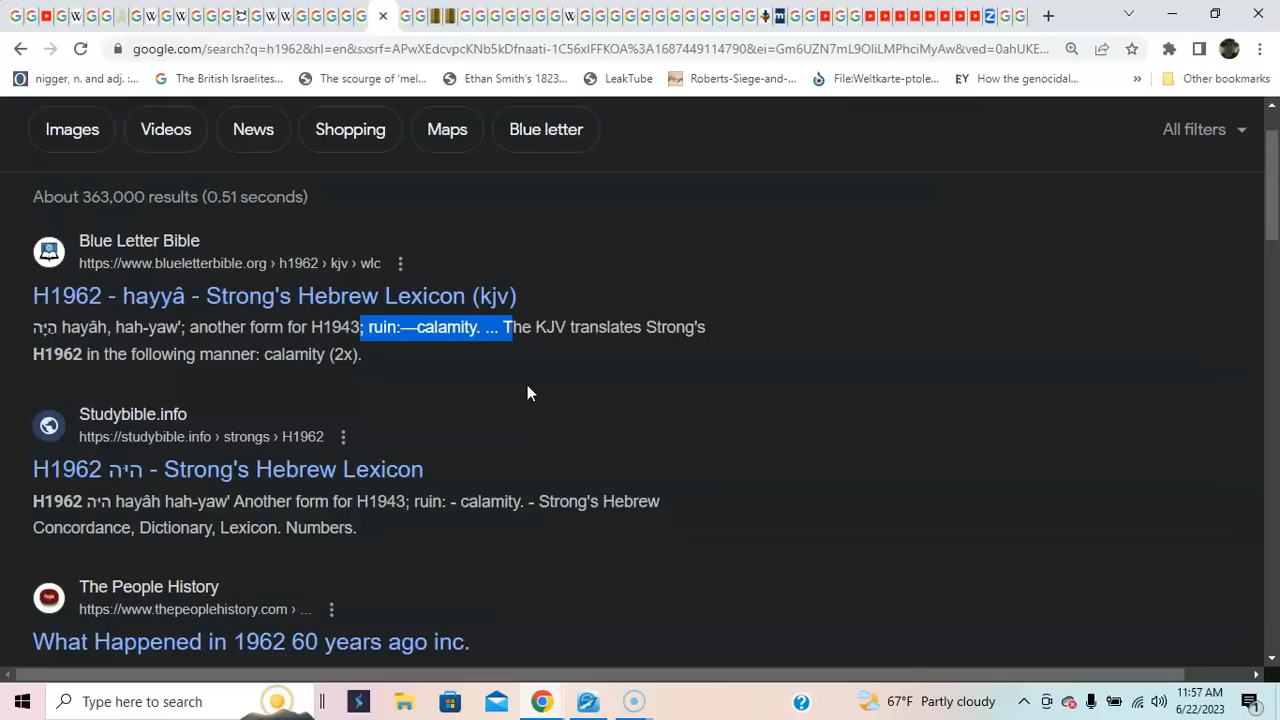 google.com/search?q=h1962&hl=en&sxsrf=APwXEdcvpcKNb5kDfmsati-1C56xIFFKOA%3A1687449114790&ei=Gm6UZN7mL9OliLMPhciMyAw&ved=0ahUKE...
nigger, n. and adj. :... The British Israelites... The scourge of 'mel... Ethan Smith's 1823... LeakTube Roberts-Siege-and-... File:Weltkarte-ptole... EY How the genocidal... » Other bookmarks
Images Videos News Shopping Maps Blue letter All filters
About 363,000 results (0.51 seconds)
Blue Letter Bible
https://www.blueletterbible.org › h1962 › kjv › wlc
H1962 - hayyâ - Strong's Hebrew Lexicon (kjv)
הַיָּה hayâh, hah-yaw'; another form for H1943; ruin:—calamity. ... The KJV translates Strong's
H1962 in the following manner: calamity (2x).
Studybible.info
https://studybible.info › strongs › H1962
H1962 היּה - Strong's Hebrew Lexicon
H1962 היּה hayâh hah-yaw' Another form for H1943; ruin: - calamity. - Strong's Hebrew
Concordance, Dictionary, Lexicon. Numbers.
The People History
https://www.thepeoplehistory.com › ...
What Happened in 1962 60 years ago inc.
Type here to search 67°F Partly cloudy 11:57 AM
6/22/2023